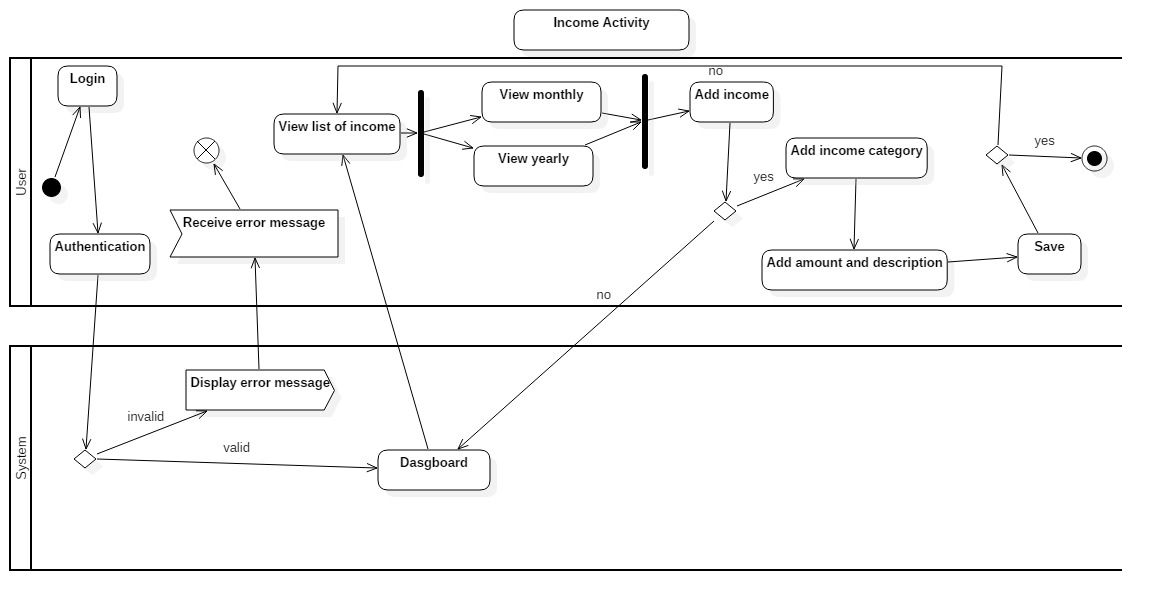 Income Activity
User
Login
no
View monthly
Add income
View list of income
View yearly
Add income category
yes
yes
Receive error message
Authentication
Save
Add amount and description
no
System
Display error message
invalid
valid
Dasgboard